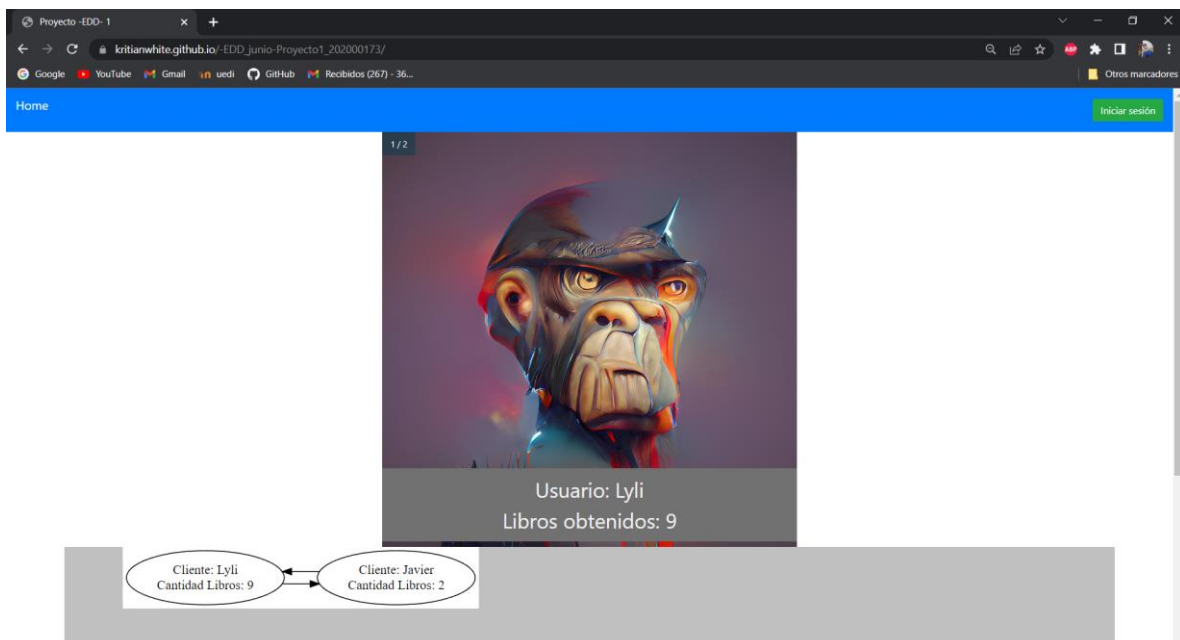 Proyecto -EDD- 1
kritianwhite.github.io/-EDD_junio-Proyecto1_202000173/
Google YouTube Gmail uedi GitHub Recibidos (267) - 36... Otros marcadores
Home Iniciar sesión
1 / 2
Usuario: Lyli
Libros obtenidos: 9
Cliente: Lyli
Cantidad Libros: 9
Cliente: Javier
Cantidad Libros: 2